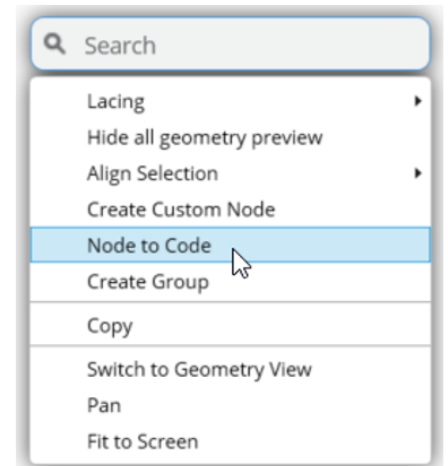 Search
Lacing
Hide all geometry preview
Align Selection
Create Custom Node
Node to Code
Create Group
Copy
Switch to Geometry View
Pan
Fit to Screen